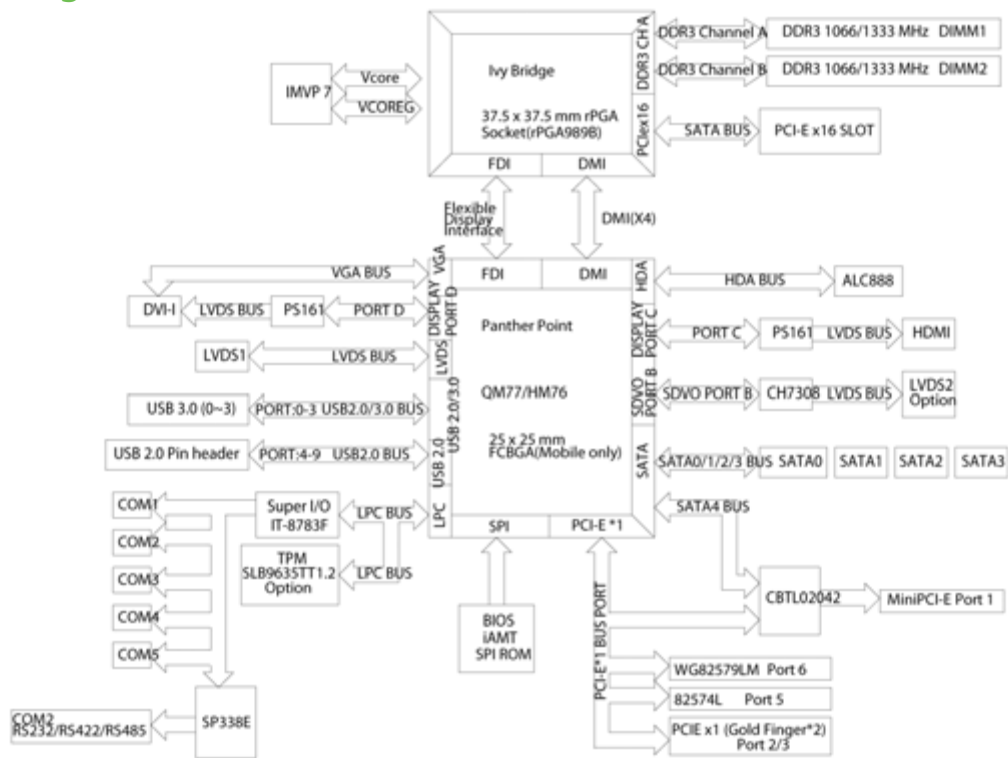 DDR3 CH A
DDR3 Channel A
DDR3 1066/1333 MHz DIMM1
DDR3 Channel B
DDR3 1066/1333 MHz DIMM2
Ivy Bridge
37.5 x 37.5 mm rPGA
Socket(rPGA989B)
IMVP 7
Vcore
VCOREG
PCIex16
SATA BUS
PCI-E x16 SLOT
FDI
DMI
Flexible
Display
Interface
DMI(X4)
VGA BUS
VGA
FDI
DMI
HDA
HDA BUS
ALC888
DVI-I
LVDS BUS
PS161
PORT D
DISPLAY
PORT D
Panther Point
DISPLAY
PORT C
PORT C
PS161
LVDS BUS
HDMI
LVDS1
LVDS BUS
LVDS
QM77/HM76
SDVO
PORT B
SDVO PORT B
CH7308
LVDS BUS
LVDS2
Option
USB 3.0 (0~3)
PORT:0-3 USB2.0/3.0 BUS
USB 2.0/3.0
USB 2.0 Pin header
PORT:4-9 USB2.0 BUS
USB 2.0
25 x 25 mm
FCBGA(Mobile only)
SATA
SATA0/1/2/3 BUS
SATA0
SATA1
SATA2
SATA3
SATA4 BUS
COM1
COM2
COM3
COM4
COM5
Super I/O
IT-8783F
LPC BUS
LPC
SPI
PCI-E *1
TPM
SLB9635TT1.2
Option
LPC BUS
BIOS
iAMT
SPI ROM
PCI-E*1 BUS PORT
CBTL02042
MiniPCI-E Port 1
WG82579LM Port 6
82574L Port 5
PCIE x1 (Gold Finger*2)
Port 2/3
SP338E
COM2
RS232/RS422/RS485